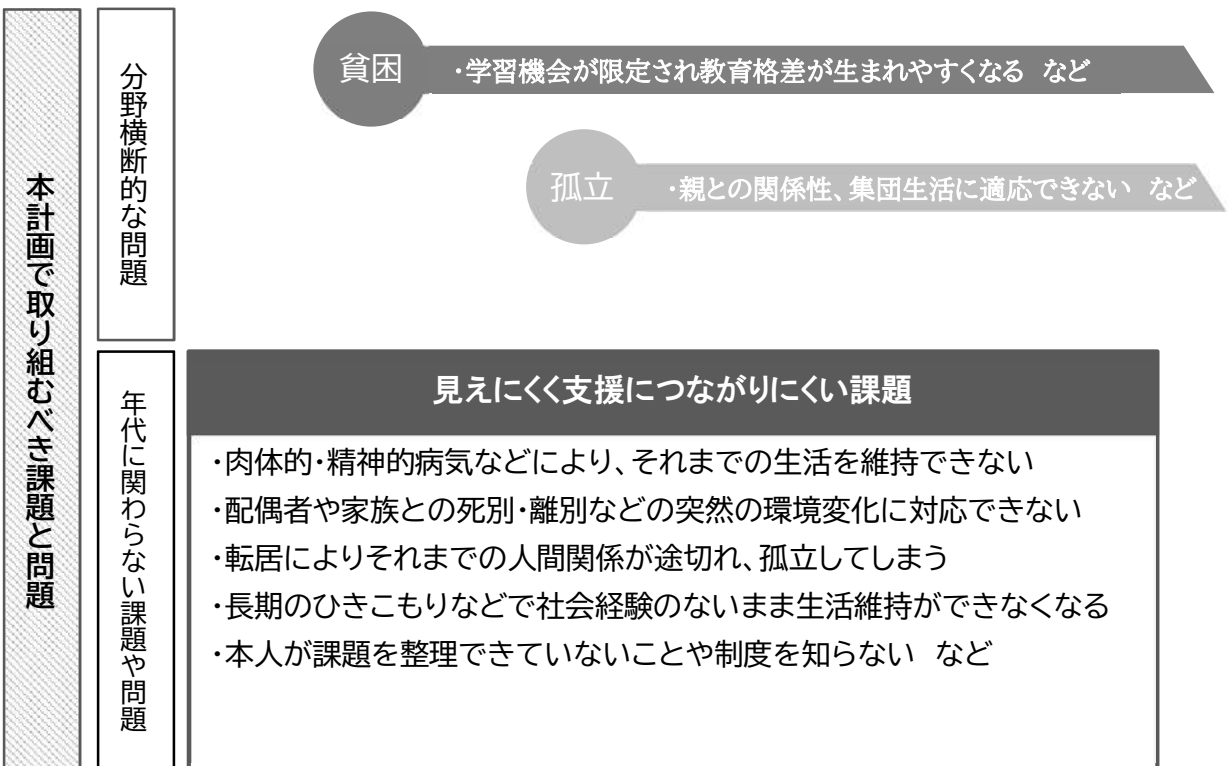 本計画で取り組むべき課題と問題
分野横断的な問題
貧困
・学習機会が限定され教育格差が生まれやすくなる など
孤立
・親との関係性、集団生活に適応できない など
年代に関わらない課題や問題
見えにくく支援につながりにくい課題
・肉体的・精神的病気などにより、それまでの生活を維持できない
・配偶者や家族との死別・離別などの突然の環境変化に対応できない
・転居によりそれまでの人間関係が途切れ、孤立してしまう
・長期のひきこもりなどで社会経験のないまま生活維持ができなくなる
・本人が課題を整理できていないことや制度を知らない など